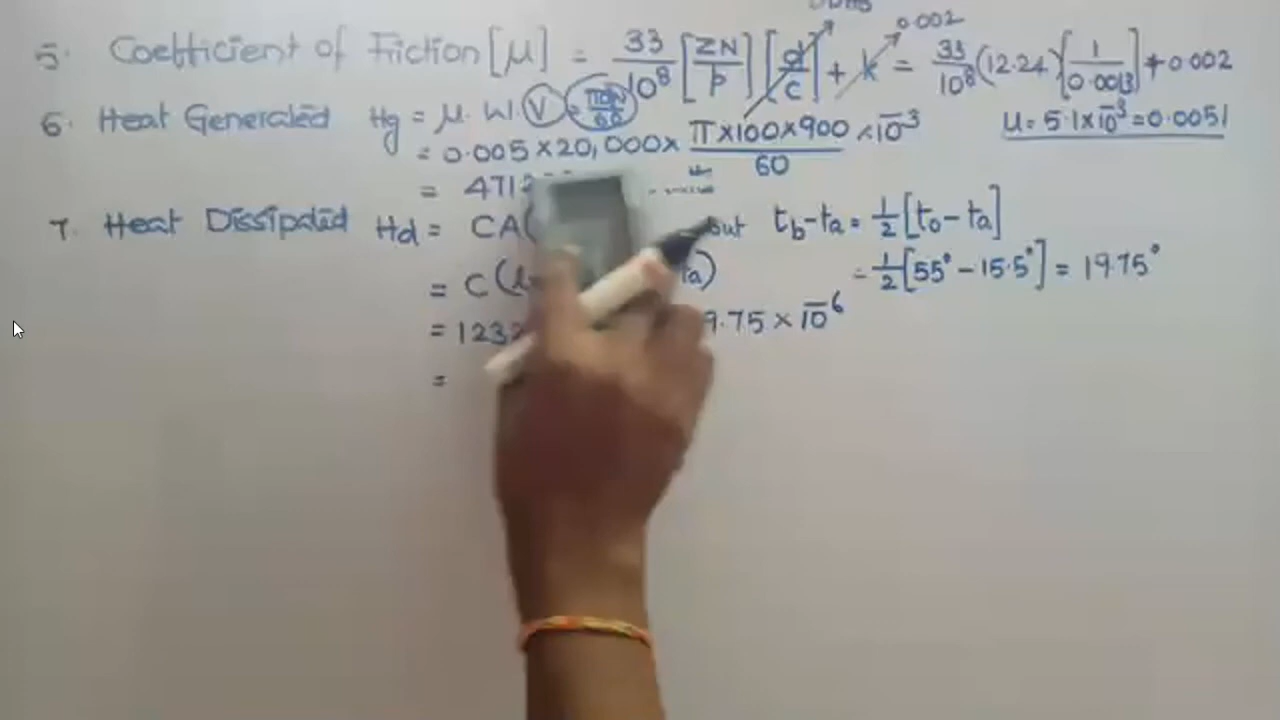 5. Coefficient of Friction [μ] = 33/10⁸ [ZN/p] [d/c] + k = 33/10⁸ (12.24) [1/0.0013] + 0.002
0.002
6. Heat Generated Hg = μ. W. V = πDN/60 μ = 5.1×10⁻³ = 0.0051
= 0.005 × 20,000 × π×100×900/60 × 10⁻³
= 471
7. Heat Dissipated Hd = CA( but tb-ta = ½[to-ta]
= C( ta) = ½[55° - 15.5°] = 19.75°
= 123 9.75 × 10⁻⁶
=